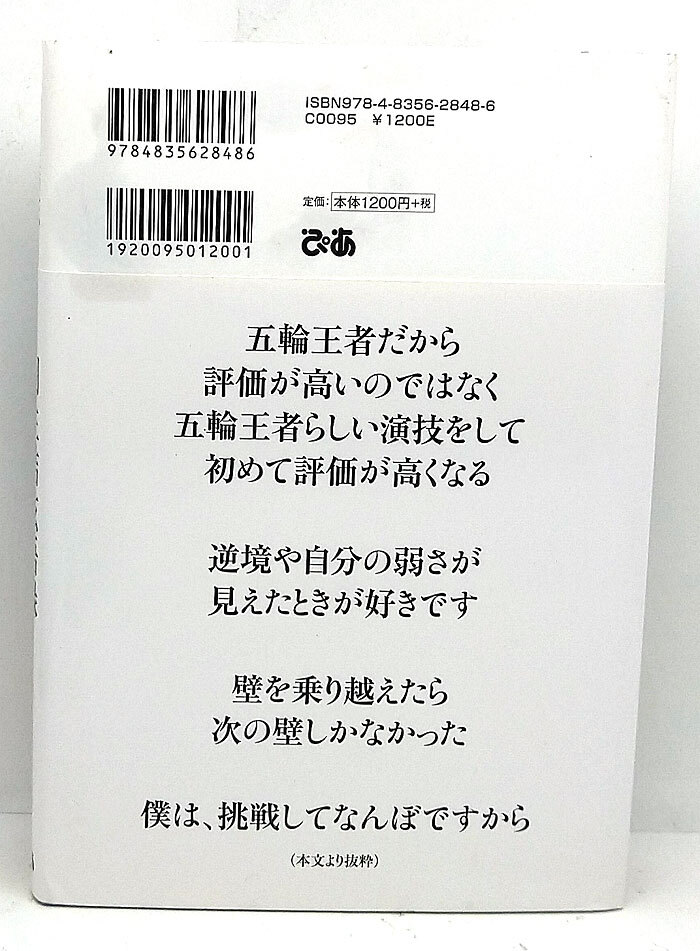 ISBN978-4-8356-2848-6
C0095 ￥1200E
9784835628486
定価：本体1200円+税
1920095012001
ぴあ
五輪王者だから
評価が高いのではなく
五輪王者らしい演技をして
初めて評価が高くなる
逆境や自分の弱さが
見えたときが好きです
壁を乗り越えたら
次の壁しかなかった
僕は、挑戦してなんぼですから
（本文より抜粋）